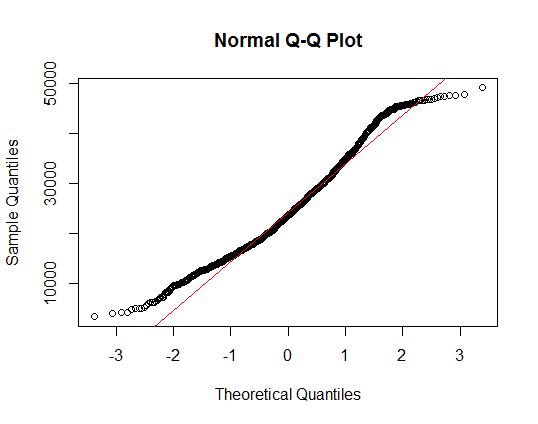 Normal Q-Q Plot
50000
30000
10000
Sample Quantiles
-3 -2 -1 0 1 2 3
Theoretical Quantiles